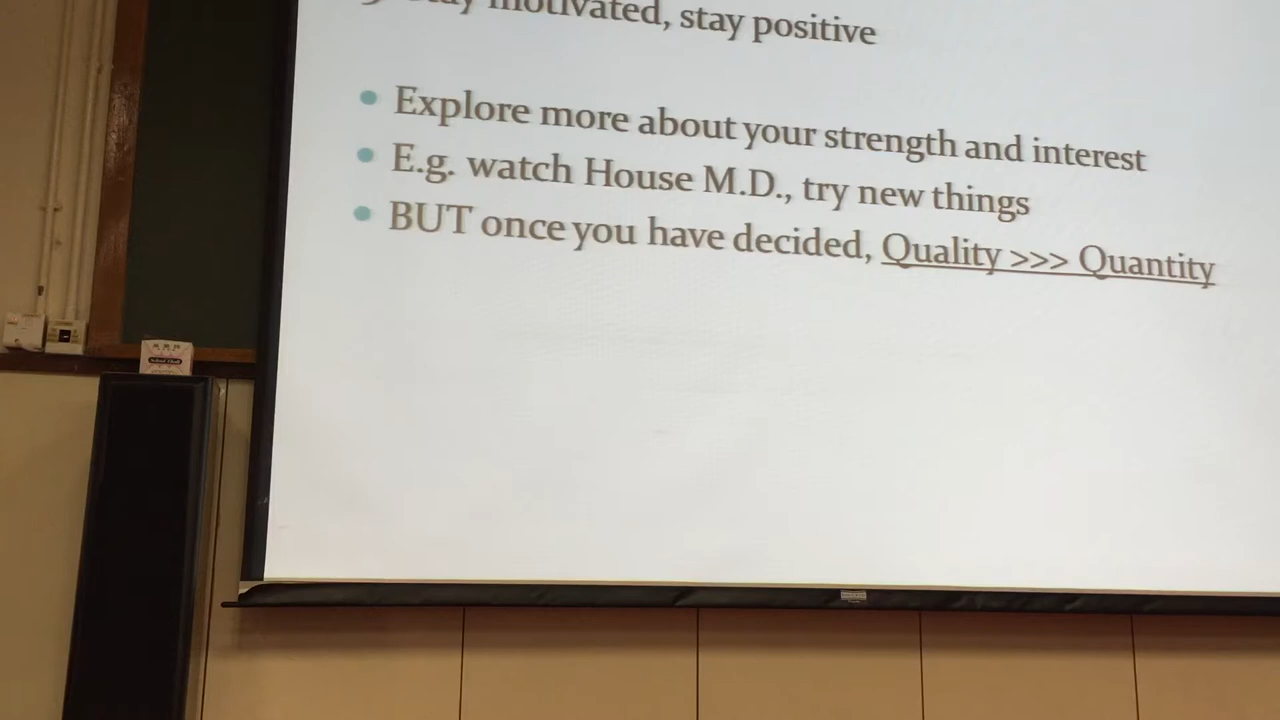 stay motivated, stay positive
Explore more about your strength and interest
E.g. watch House M.D., try new things
BUT once you have decided, Quality >>> Quantity